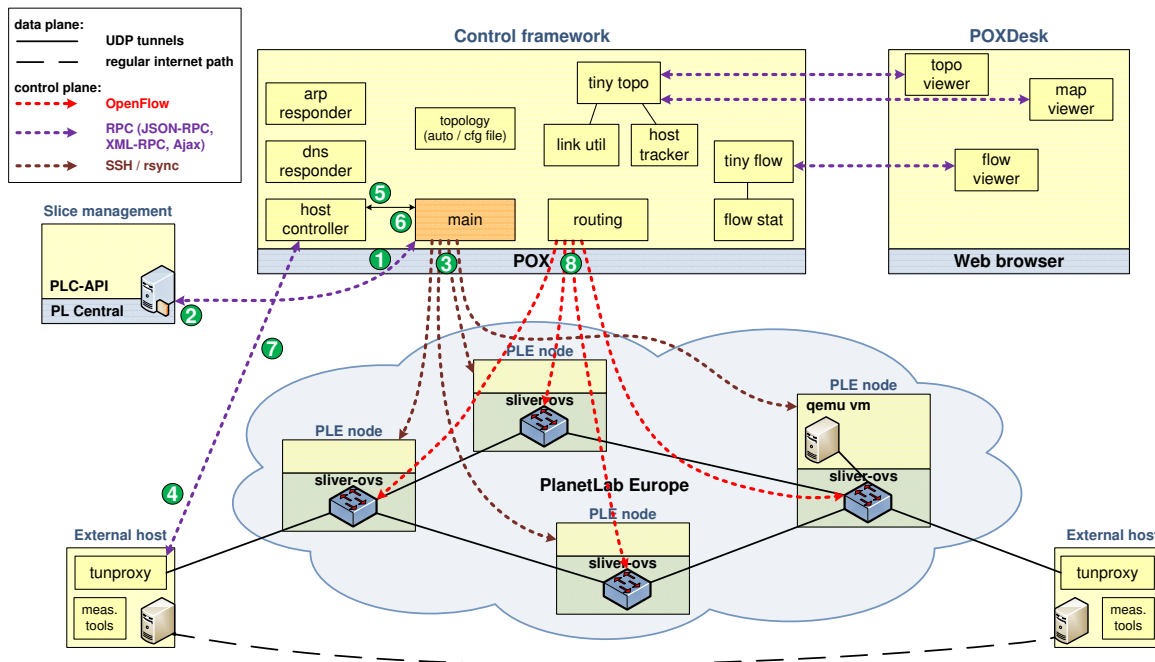 data plane:
UDP tunnels
regular internet path
control plane:
OpenFlow
RPC (JSON-RPC,
XML-RPC, Ajax)
SSH / rsync
Control framework
POXDesk
arp
responder
dns
responder
host
controller
topology
(auto / cfg file)
main
tiny topo
link util
host
tracker
routing
tiny flow
flow stat
POX
topo
viewer
map
viewer
flow
viewer
Web browser
5
6
1
3
8
Slice management
PLC-API
PL Central
2
7
4
PLE node
sliver-ovs
PLE node
qemu vm
sliver-ovs
PLE node
sliver-ovs
PlanetLab Europe
PLE node
sliver-ovs
External host
tunproxy
meas.
tools
External host
tunproxy
meas.
tools